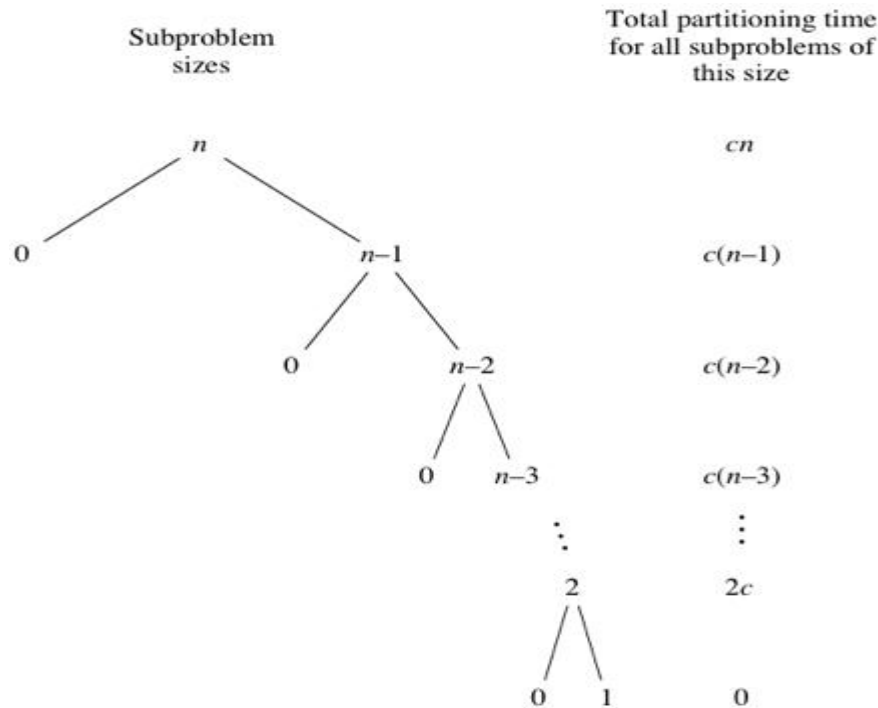 Subproblem
sizes
Total partitioning time
for all subproblems of
this size
n
cn
0
n–1
c(n–1)
0
n–2
c(n–2)
0
n–3
c(n–3)
2
2c
0
1
0